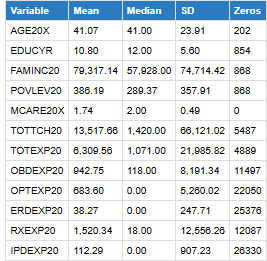 Variable Mean Median SD Zeros
AGE20X 41.07 41.00 23.91 202
EDUCYR 10.80 12.00 5.60 854
FAMINC20 79,317.14 57,928.00 74,714.42 868
POVLEV20 386.19 289.37 357.91 868
MCARE20X 1.74 2.00 0.49 0
TOTTCH20 13,517.66 1,420.00 66,121.02 5487
TOTEXP20 6,309.56 1,071.00 21,985.82 4889
OBDEXP20 942.75 118.00 8,191.34 11497
OPTEXP20 683.60 0.00 5,260.02 22050
ERDEXP20 38.27 0.00 247.71 25376
RXEXP20 1,520.34 18.00 12,556.26 12087
IPDEXP20 112.29 0.00 907.23 26330